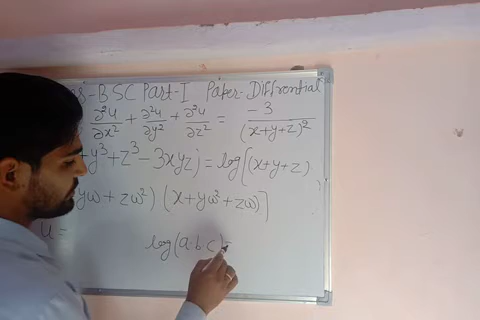 BSC Part-I Paper-Differential
∂²u/∂x² + ∂²u/∂y² + ∂²u/∂z² = -3/(x+y+z)²
+y³+z³-3xyz) = log[(x+y+z).
yω+zω²)(x+yω²+zω)]
u =
log(a·b·c)=